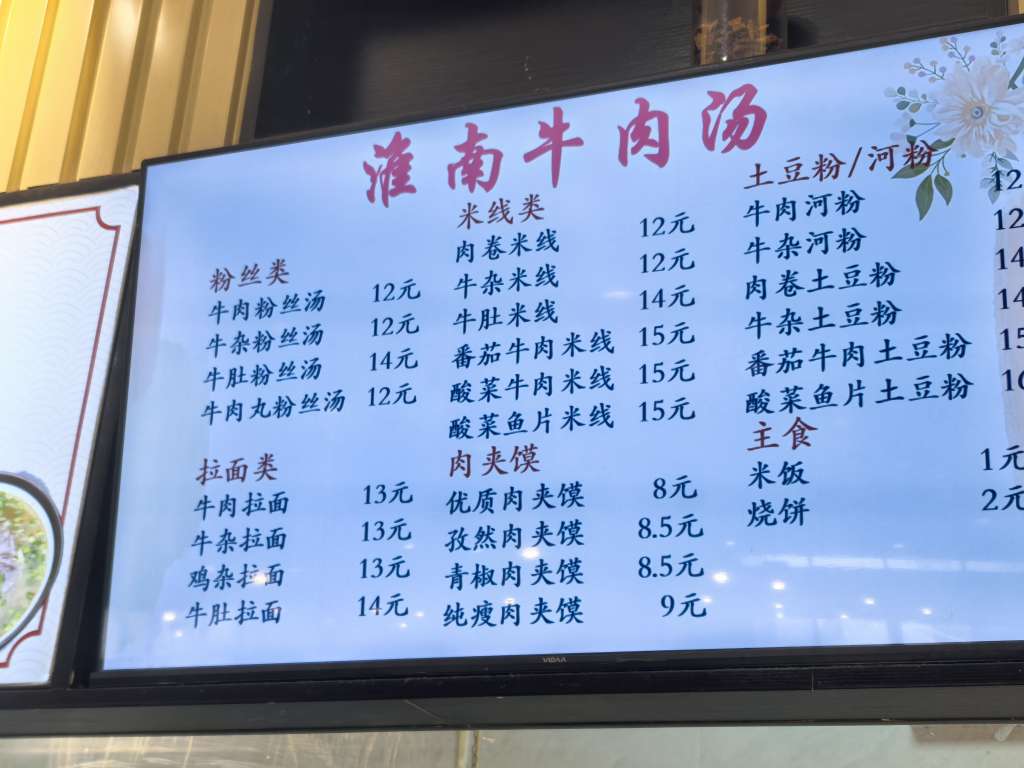 淮南牛肉汤
粉丝类
牛肉粉丝汤 12元
牛杂粉丝汤 12元
牛肚粉丝汤 14元
牛肉丸粉丝汤 12元
拉面类
牛肉拉面 13元
牛杂拉面 13元
鸡杂拉面 13元
牛肚拉面 14元
米线类
肉卷米线 12元
牛杂米线 12元
牛肚米线 14元
番茄牛肉米线 15元
酸菜牛肉米线 15元
酸菜鱼片米线 15元
肉夹馍
优质肉夹馍 8元
孜然肉夹馍 8.5元
青椒肉夹馍 8.5元
纯瘦肉夹馍 9元
土豆粉/河粉
牛肉河粉 12
牛杂河粉 12
肉卷土豆粉 14
牛杂土豆粉 14
番茄牛肉土豆粉 15
酸菜鱼片土豆粉
主食
米饭 1元
烧饼 2元
VIDAA